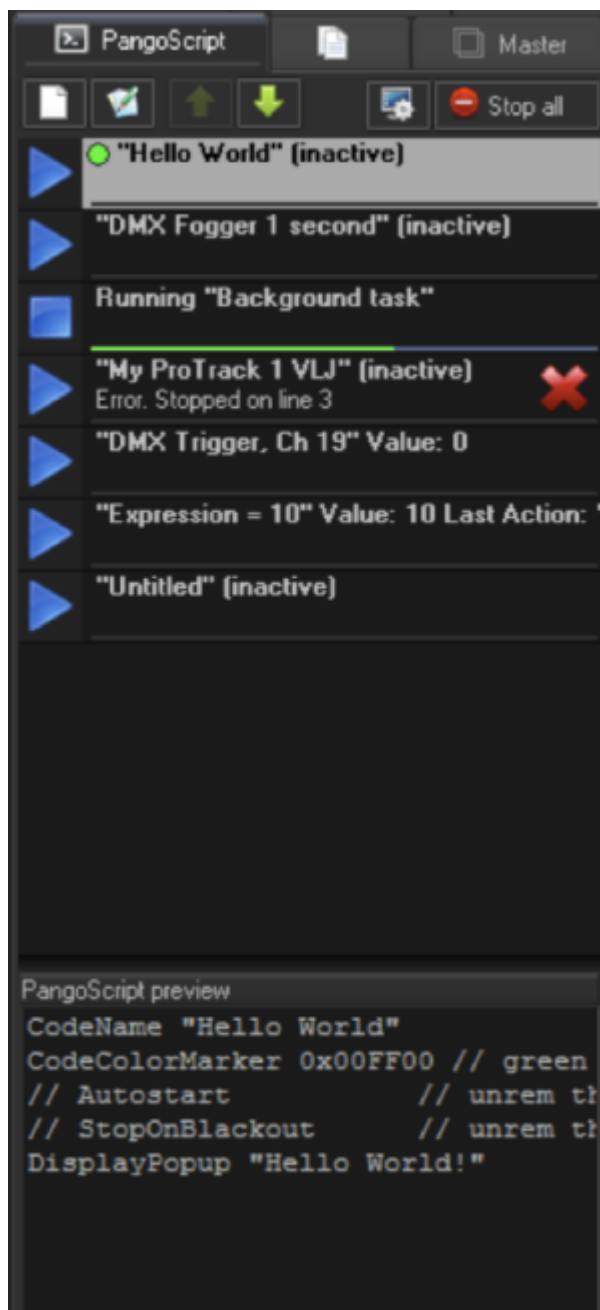 PangoScript
Master
Stop all
"Hello World" (inactive)
"DMX Fogger 1 second" (inactive)
Running "Background task"
"My ProTrack 1 VLJ" (inactive)
Error. Stopped on line 3
"DMX Trigger, Ch 19" Value: 0
"Expression = 10" Value: 10 Last Action: "
"Untitled" (inactive)
PangoScript preview
CodeName "Hello World"
CodeColorMarker 0x00FF00 // green
// Autostart // unrem
// StopOnBlackout // unrem
DisplayPopup "Hello World!"